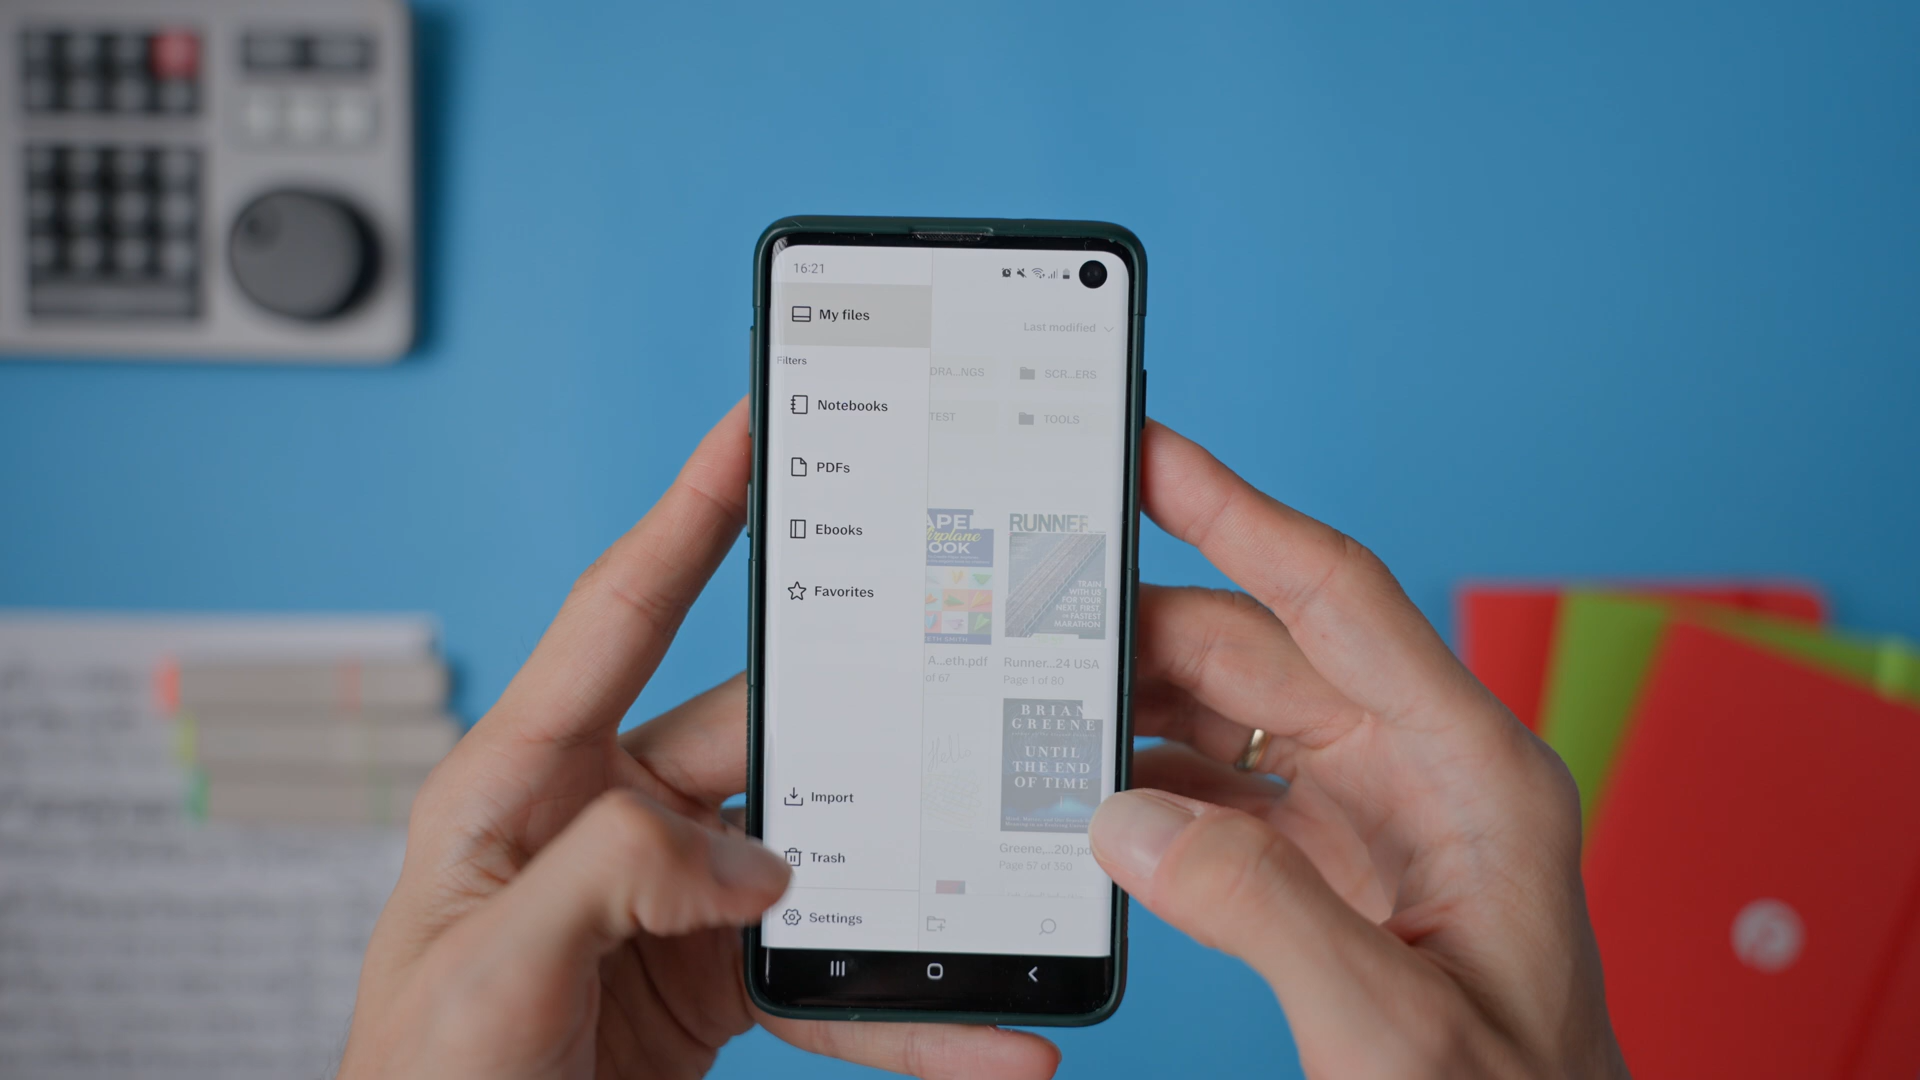 16:21
My files
Last modified
Filters
DRA...NGS
SCR...ERS
Notebooks
TEST
TOOLS
PDFs
APE
irplane
OOK
RUNNER
Ebooks
TRAIN
WITH US
FOR YOUR
NEXT, FIRST,
FASTEST
MARATHON
Favorites
A...eth.pdf
of 67
Runner...24 USA
Page 1 of 80
Hello
BRIAN
GREENE
UNTIL
THE END
OF TIME
Import
Greene,...20).pd
Page 57 of 350
Trash
Settings